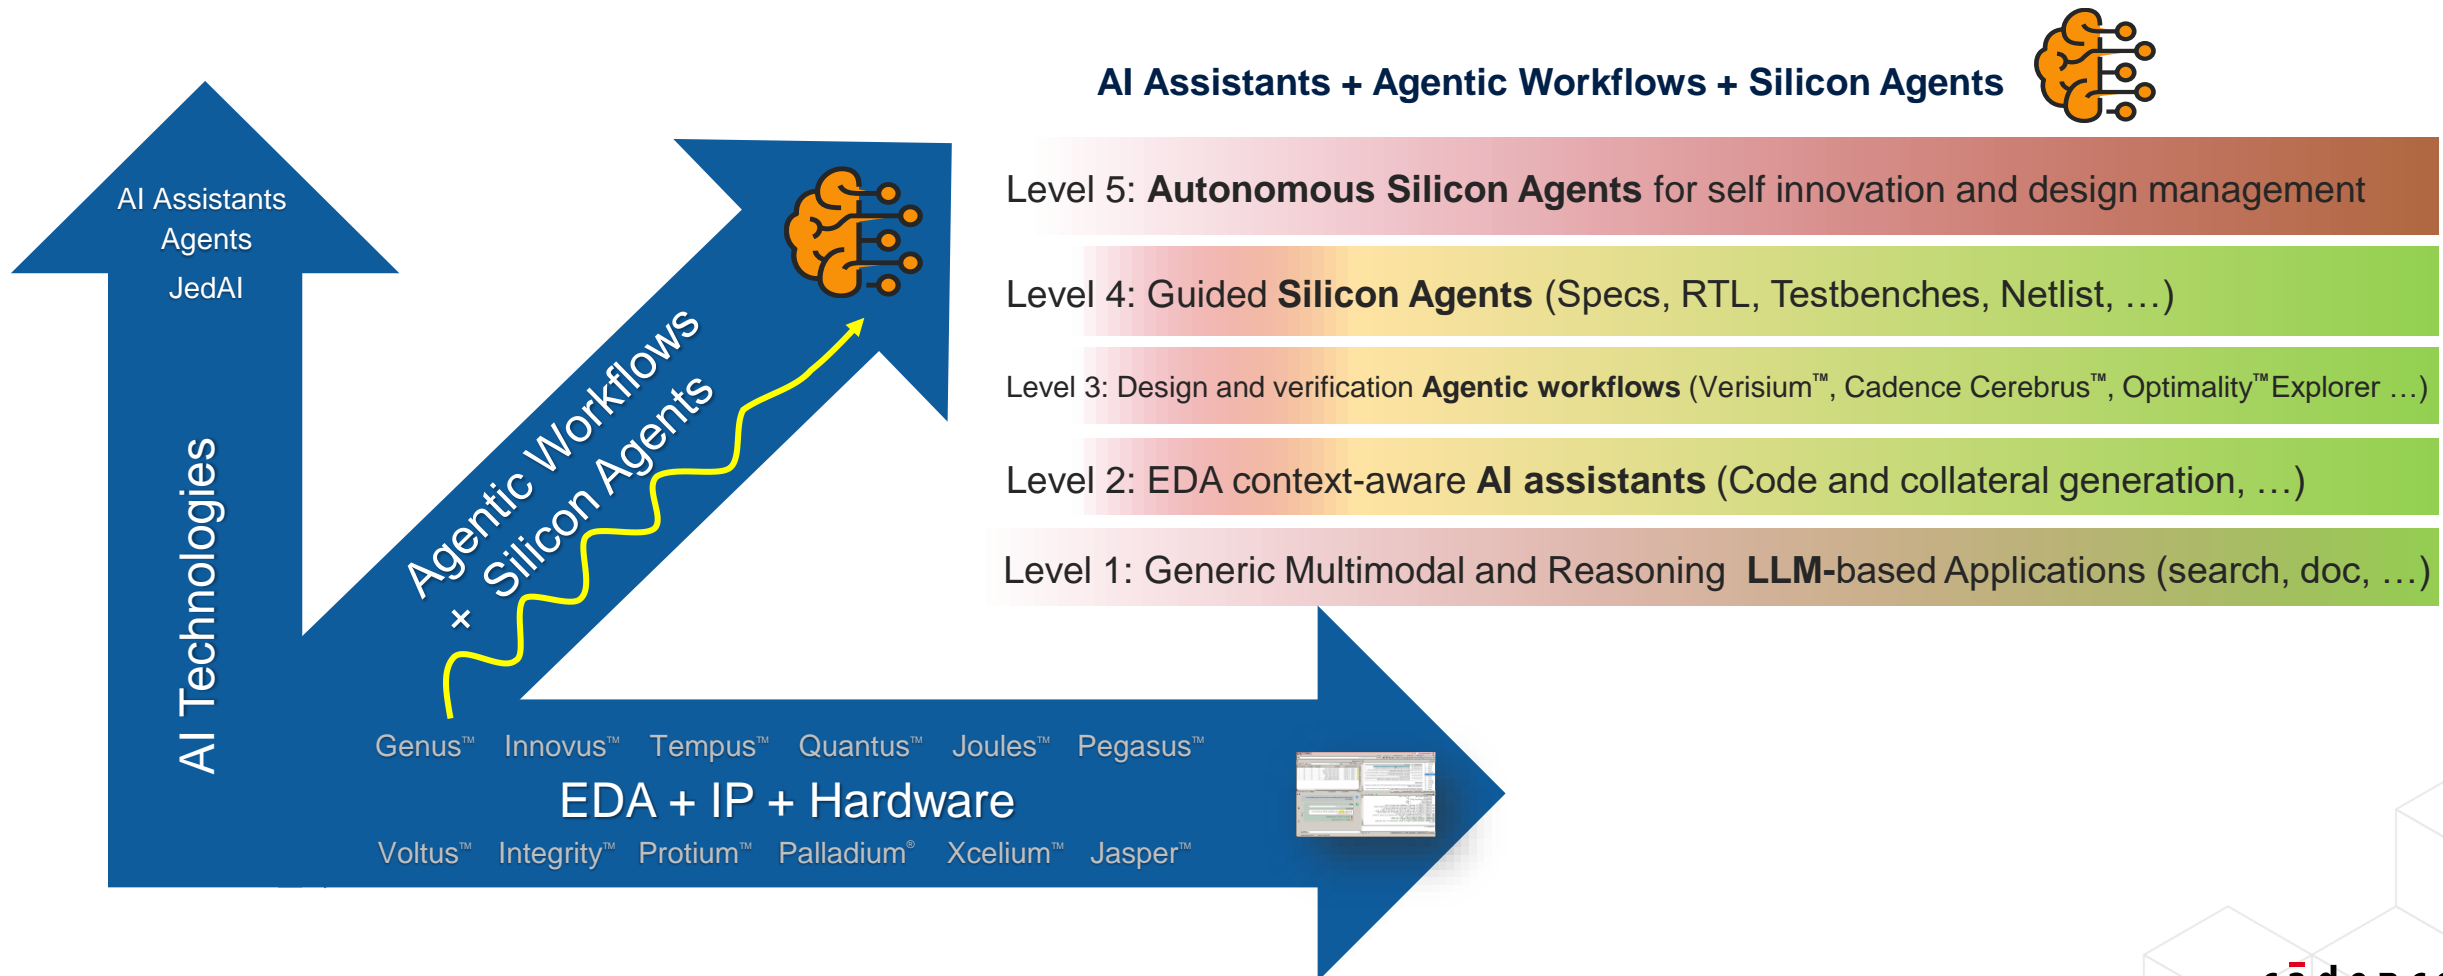 AI Assistants + Agentic Workflows + Silicon Agents
Level 5: Autonomous Silicon Agents for self innovation and design management
Level 4: Guided Silicon Agents (Specs, RTL, Testbenches, Netlist, …)
Level 3: Design and verification Agentic workflows (Verisium™, Cadence Cerebrus™, Optimality™ Explorer …)
Level 2: EDA context-aware AI assistants (Code and collateral generation, …)
Level 1: Generic Multimodal and Reasoning LLM-based Applications (search, doc, …)
AI Assistants
Agents
JedAI
AI Technologies
Agentic Workflows
+ Silicon Agents
Genus™ Innovus™ Tempus™ Quantus™ Joules™ Pegasus™
EDA + IP + Hardware
Voltus™ Integrity™ Protium™ Palladium® Xcelium™ Jasper™